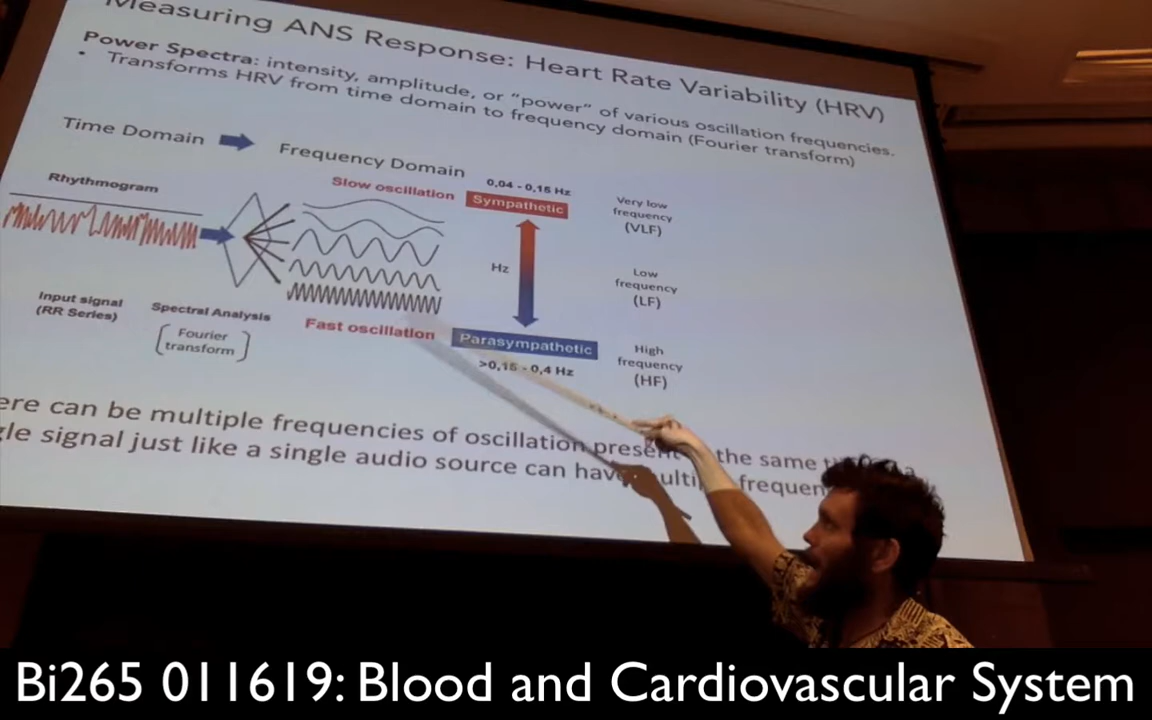 Measuring ANS Response: Heart Rate Variability (HRV)
Power Spectra: intensity, amplitude, or "power" of various oscillation frequencies.
• Transforms HRV from time domain to frequency domain (Fourier transform)
Time Domain
Frequency Domain
Rhythmogram
Slow oscillation
0,04 - 0,15 Hz
Sympathetic
Very low
frequency
(VLF)
Hz
Low
frequency
(LF)
Input signal
(RR Series)
Spectral Analysis
Fourier
transform
Fast oscillation
Parasympathetic
>0,15 - 0,4 Hz
High
frequency
(HF)
ere can be multiple frequencies of oscillation present the same
gle signal just like a single audio source can have multi frequen
Bi265 011619: Blood and Cardiovascular System